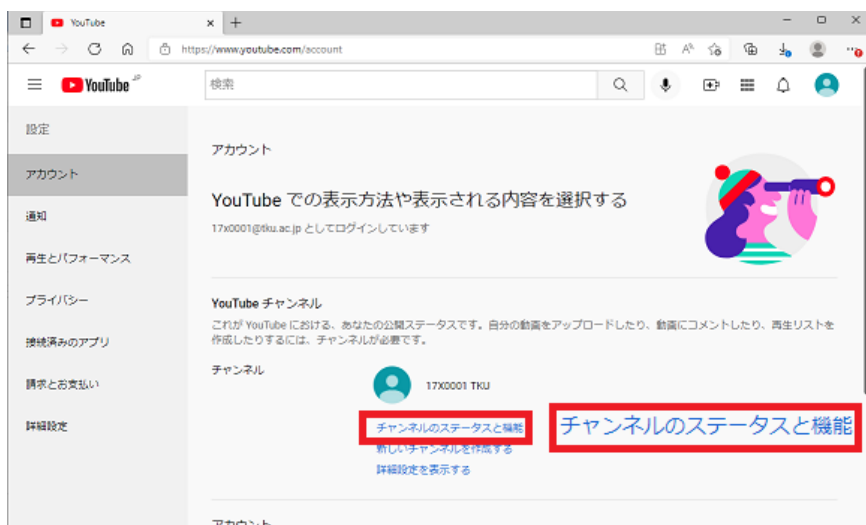 YouTube
https://www.youtube.com/account
YouTube JP
検索
設定
アカウント
通知
再生とパフォーマンス
プライバシー
接続済みのアプリ
請求とお支払い
詳細設定
アカウント
YouTube での表示方法や表示される内容を選択する
17x0001@tku.ac.jp としてログインしています
YouTube チャンネル
これが YouTube における、あなたの公開ステータスです。自分の動画をアップロードしたり、動画にコメントしたり、再生リストを
作成したりするには、チャンネルが必要です。
チャンネル
17X0001 TKU
チャンネルのステータスと機能
チャンネルのステータスと機能
新しいチャンネルを作成する
詳細設定を表示する
アカウント